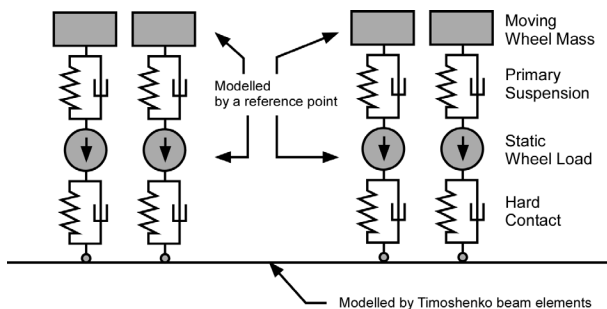 Moving
Wheel Mass
Primary
Suspension
Modelled
by a reference point
Static
Wheel Load
Hard
Contact
Modelled by Timoshenko beam elements